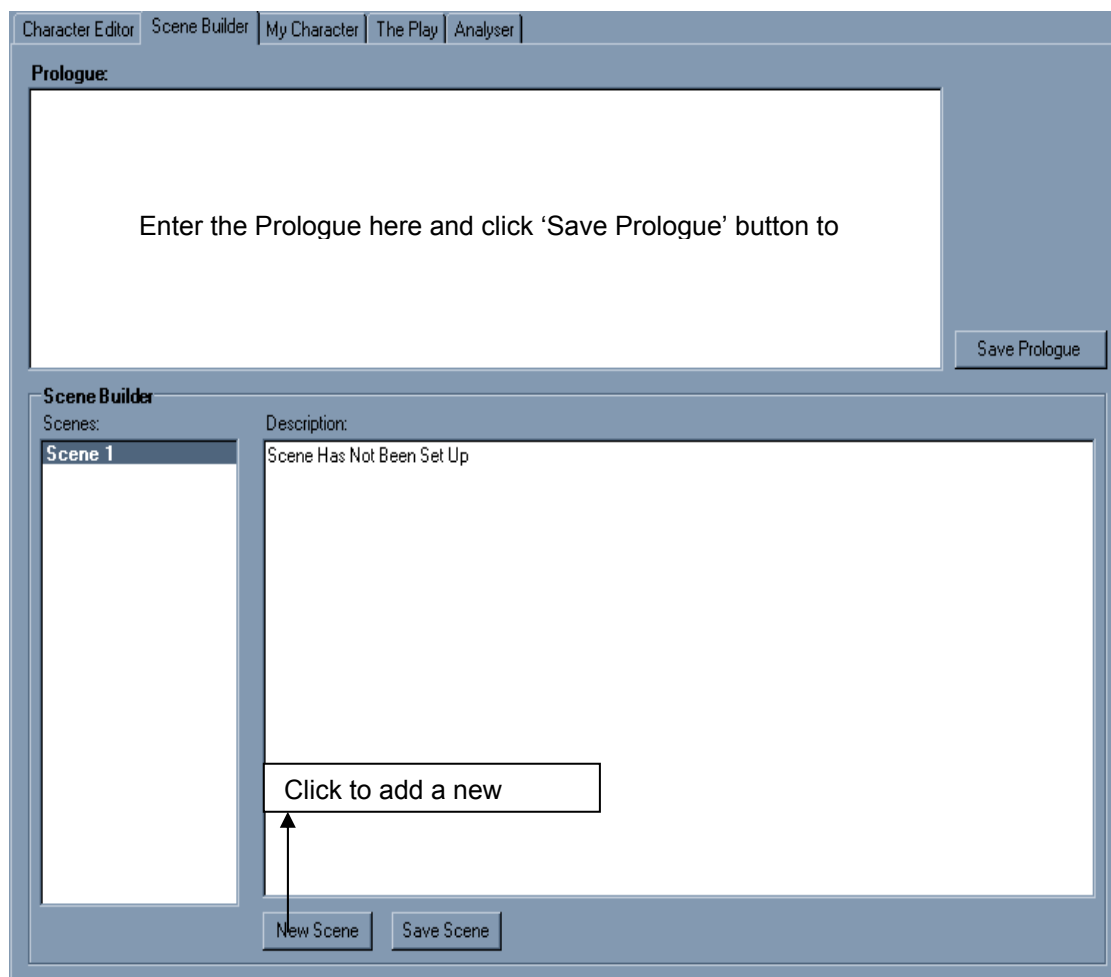 Character Editor Scene Builder My Character The Play Analyser
Prologue:
Enter the Prologue here and click ‘Save Prologue’ button to
Save Prologue
Scene Builder
Scenes: Description:
Scene 1 Scene Has Not Been Set Up
Click to add a new
New Scene Save Scene